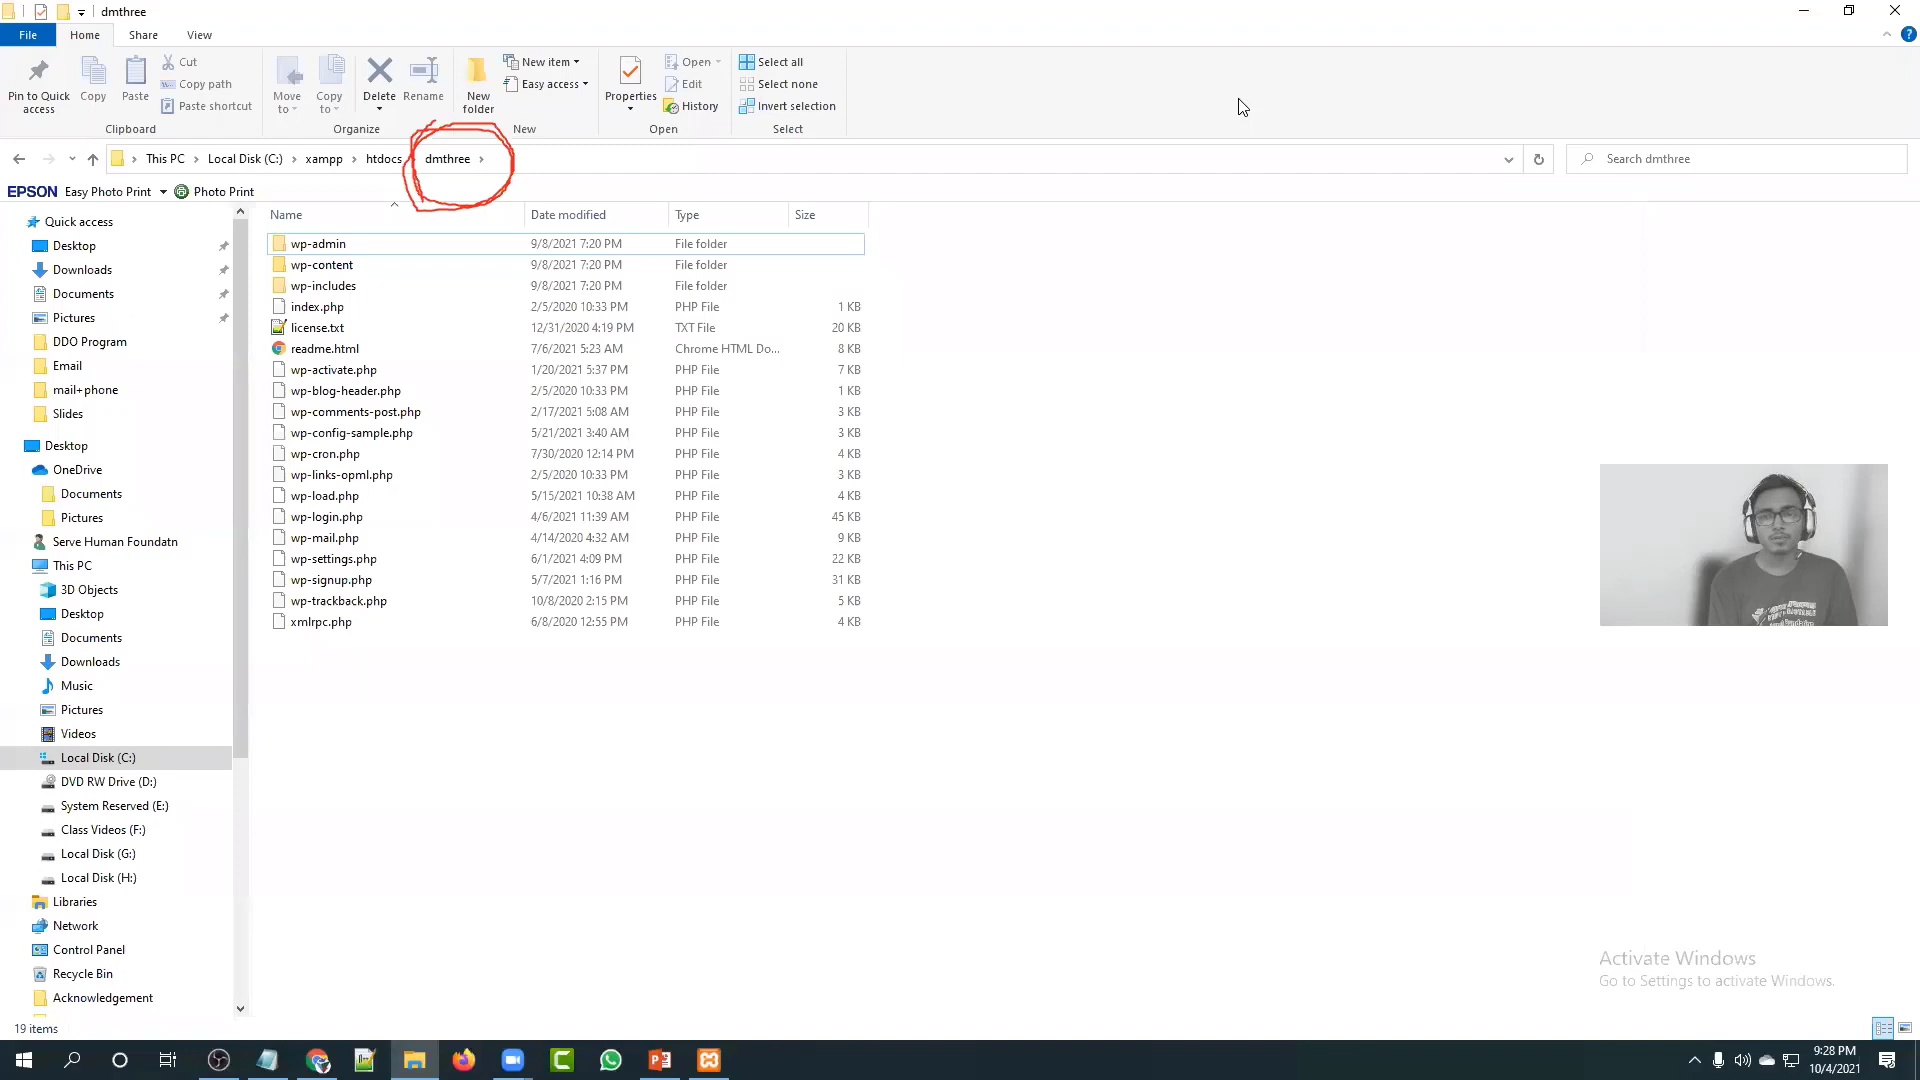 dmthree
File Home Share View
Pin to Quick access
Copy
Paste
Cut
Copy path
Paste shortcut
Clipboard
Move to
Copy to
Delete
Rename
Organize
New folder
New item
Easy access
New
Properties
Open
Edit
History
Open
Select all
Select none
Invert selection
Select
This PC > Local Disk (C:) > xampp > htdocs dmthree >
Search dmthree
EPSON Easy Photo Print Photo Print
Quick access
Desktop
Downloads
Documents
Pictures
DDO Program
Email
mail+phone
Slides
Desktop
OneDrive
Documents
Pictures
Serve Human Foundatn
This PC
3D Objects
Desktop
Documents
Downloads
Music
Pictures
Videos
Local Disk (C:)
DVD RW Drive (D:)
System Reserved (E:)
Class Videos (F:)
Local Disk (G:)
Local Disk (H:)
Libraries
Network
Control Panel
Recycle Bin
Acknowledgement
Name Date modified Type Size
wp-admin 9/8/2021 7:20 PM File folder
wp-content 9/8/2021 7:20 PM File folder
wp-includes 9/8/2021 7:20 PM File folder
index.php 2/5/2020 10:33 PM PHP File 1 KB
license.txt 12/31/2020 4:19 PM TXT File 20 KB
readme.html 7/6/2021 5:23 AM Chrome HTML Do... 8 KB
wp-activate.php 1/20/2021 5:37 PM PHP File 7 KB
wp-blog-header.php 2/5/2020 10:33 PM PHP File 1 KB
wp-comments-post.php 2/17/2021 5:08 AM PHP File 3 KB
wp-config-sample.php 5/21/2021 3:40 AM PHP File 3 KB
wp-cron.php 7/30/2020 12:14 PM PHP File 4 KB
wp-links-opml.php 2/5/2020 10:33 PM PHP File 3 KB
wp-load.php 5/15/2021 10:38 AM PHP File 4 KB
wp-login.php 4/6/2021 11:39 AM PHP File 45 KB
wp-mail.php 4/14/2020 4:32 AM PHP File 9 KB
wp-settings.php 6/1/2021 4:09 PM PHP File 22 KB
wp-signup.php 5/7/2021 1:16 PM PHP File 31 KB
wp-trackback.php 10/8/2020 2:15 PM PHP File 5 KB
xmlrpc.php 6/8/2020 12:55 PM PHP File 4 KB
Activate Windows
Go to Settings to activate Windows.
19 items
9:28 PM
10/4/2021